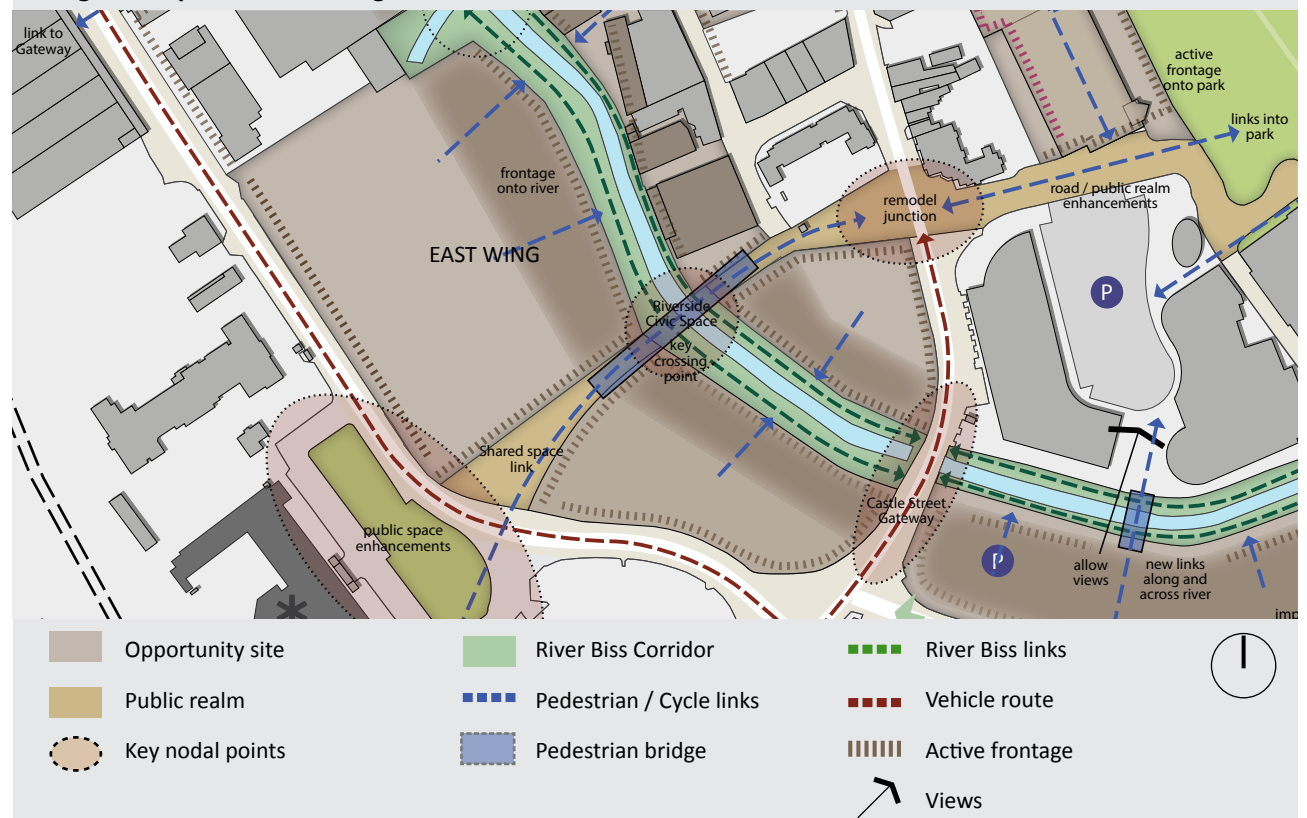 link to
Gateway
active
frontage
onto park
links into
park
frontage
onto river
remodel
junction
road / public realm
enhancements
EAST WING
P
Riverside
Civic Space
key
crossing
point
Shared space
link
public space
enhancements
Castle Street
Gateway
P
allow
views
new links
along and
across river
Opportunity site
River Biss Corridor
River Biss links
Public realm
Pedestrian / Cycle links
Vehicle route
Key nodal points
Pedestrian bridge
Active frontage
Views